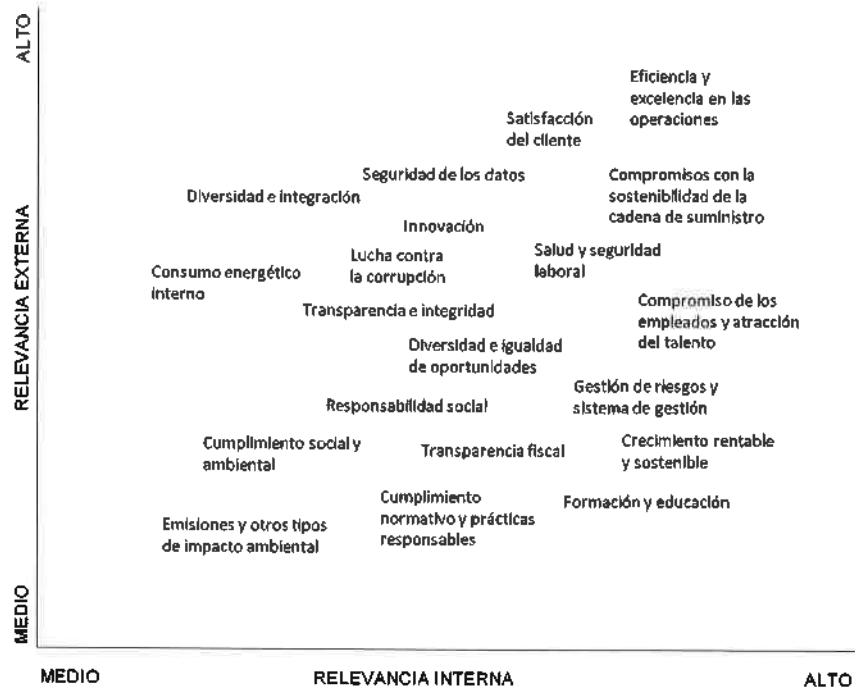 ALTO
Eficiencia y
excelencia en las
operaciones
Satisfacción
del cliente
Seguridad de los datos
Compromisos con la
sostenibilidad de la
cadena de suministro
Diversidad e integración
Innovación
Lucha contra
la corrupción
Salud y seguridad
laboral
Consumo energético
interno
Transparencia e integridad
Compromiso de los
empleados y atracción
del talento
RELEVANCIA EXTERNA
Diversidad e igualdad
de oportunidades
Gestión de riesgos y
sistema de gestión
Responsabilidad social
Cumplimiento social y
ambiental
Transparencia fiscal
Crecimiento rentable
y sostenible
Cumplimiento
normativo y prácticas
responsables
Formación y educación
Emisiones y otros tipos
de impacto ambiental
MEDIO
MEDIO
RELEVANCIA INTERNA
ALTO